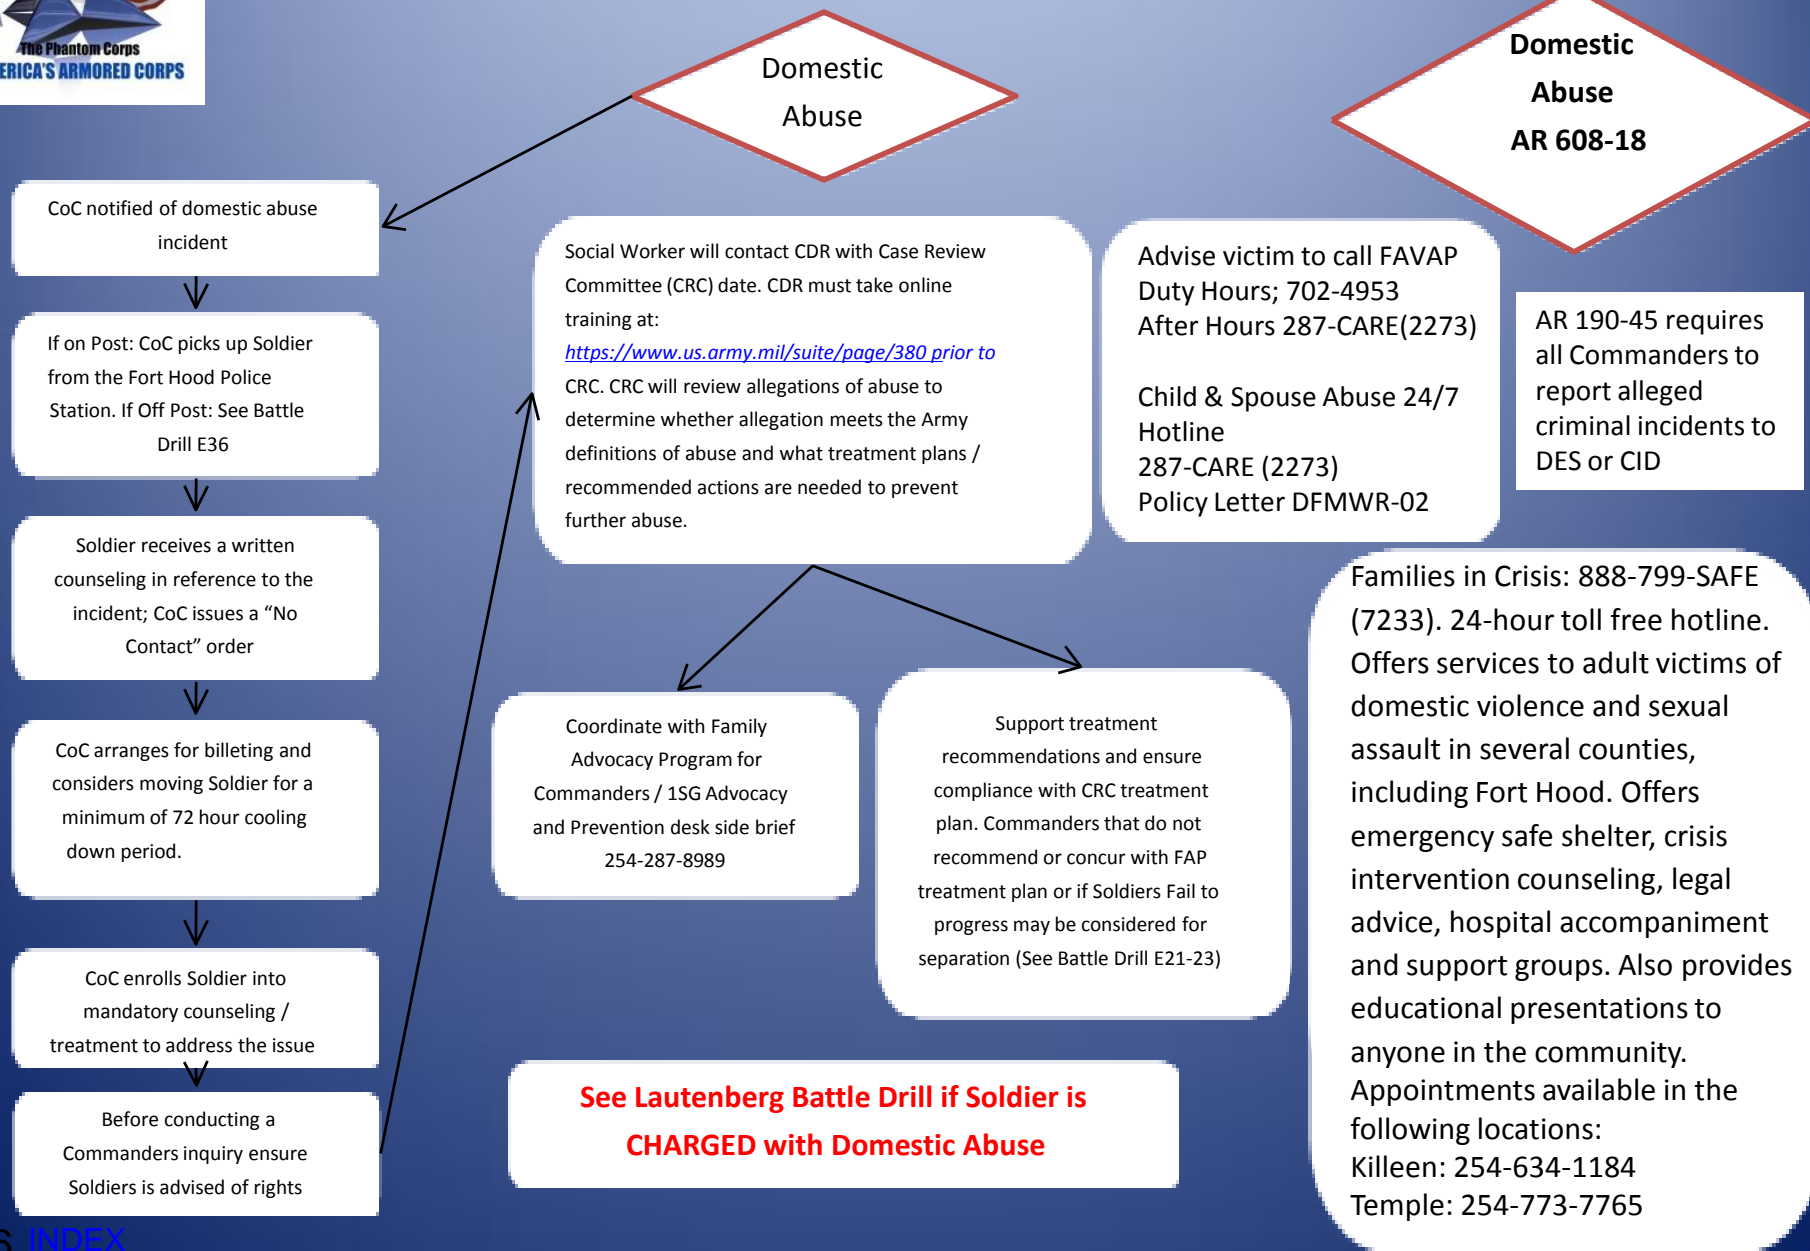 The Phantom Corps
ERICA'S ARMORED CORPS
Domestic
Abuse
Domestic
Abuse
AR 608-18
CoC notified of domestic abuse
incident
If on Post: CoC picks up Soldier
from the Fort Hood Police
Station. If Off Post: See Battle
Drill E36
Soldier receives a written
counseling in reference to the
incident; CoC issues a “No
Contact” order
CoC arranges for billeting and
considers moving Soldier for a
minimum of 72 hour cooling
down period.
CoC enrolls Soldier into
mandatory counseling /
treatment to address the issue
Before conducting a
Commanders inquiry ensure
Soldiers is advised of rights
Social Worker will contact CDR with Case Review
Committee (CRC) date. CDR must take online
training at:
https://www.us.army.mil/suite/page/380 prior to
CRC. CRC will review allegations of abuse to
determine whether allegation meets the Army
definitions of abuse and what treatment plans /
recommended actions are needed to prevent
further abuse.
Coordinate with Family
Advocacy Program for
Commanders / 1SG Advocacy
and Prevention desk side brief
254-287-8989
Support treatment
recommendations and ensure
compliance with CRC treatment
plan. Commanders that do not
recommend or concur with FAP
treatment plan or if Soldiers Fail to
progress may be considered for
separation (See Battle Drill E21-23)
See Lautenberg Battle Drill if Soldier is
CHARGED with Domestic Abuse
Advise victim to call FAVAP
Duty Hours; 702-4953
After Hours 287-CARE(2273)
Child & Spouse Abuse 24/7
Hotline
287-CARE (2273)
Policy Letter DFMWR-02
AR 190-45 requires
all Commanders to
report alleged
criminal incidents to
DES or CID
Families in Crisis: 888-799-SAFE
(7233). 24-hour toll free hotline.
Offers services to adult victims of
domestic violence and sexual
assault in several counties,
including Fort Hood. Offers
emergency safe shelter, crisis
intervention counseling, legal
advice, hospital accompaniment
and support groups. Also provides
educational presentations to
anyone in the community.
Appointments available in the
following locations:
Killeen: 254-634-1184
Temple: 254-773-7765
6 INDEX